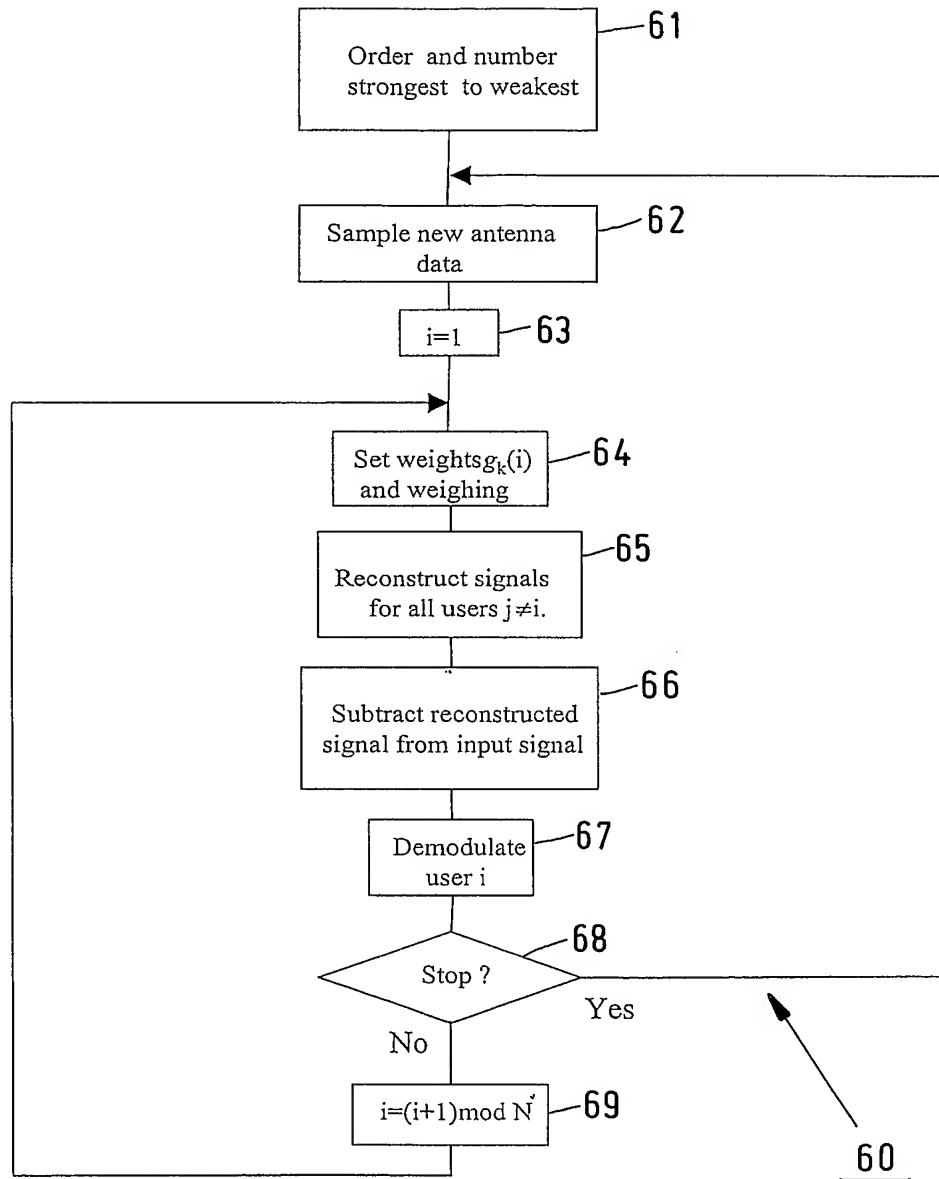 61
Order and number
strongest to weakest
Sample new antenna
data
62
i=1
63
Set weightsgₖ(i)
and weighing
64
65
Reconstruct signals
for all users j≠i.
66
Subtract reconstructed
signal from input signal
67
Demodulate
user i
68
Stop ?
Yes
No
i=(i+1)mod N
69
60